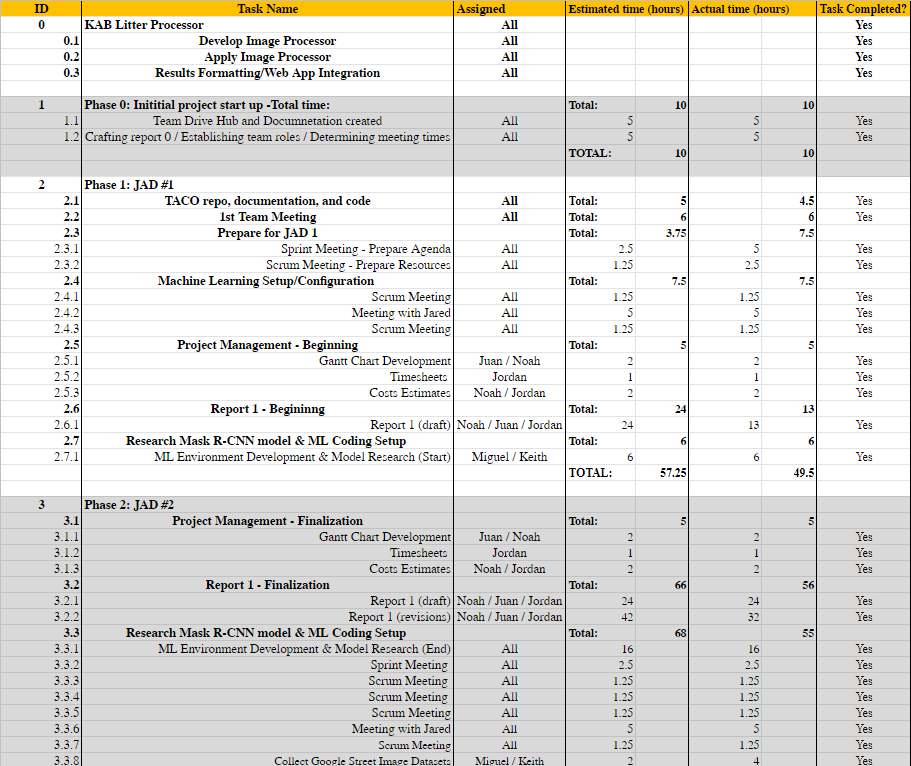 ID Task Name Assigned Estimated time (hours) Actual time (hours) Task Completed?
0 KAB Litter Processor All Yes
0.1 Develop Image Processor All Yes
0.2 Apply Image Processor All Yes
0.3 Results Formatting/Web App Integration All Yes
1 Phase 0: Inititial project start up -Total time: Total: 10 10
1.1 Team Drive Hub and Documnetation created All 5 5 Yes
1.2 Crafting report 0 / Establishing team roles / Determining meeting times All 5 5 Yes
TOTAL: 10 10
2 Phase 1: JAD #1
2.1 TACO repo, documentation, and code All Total: 5 4.5 Yes
2.2 1st Team Meeting All Total: 6 6 Yes
2.3 Prepare for JAD 1 Total: 3.75 7.5 Yes
2.3.1 Sprint Meeting - Prepare Agenda All 2.5 5 Yes
2.3.2 Scrum Meeting - Prepare Resources All 1.25 2.5 Yes
2.4 Machine Learning Setup/Configuration Total: 7.5 7.5 Yes
2.4.1 Scrum Meeting All 1.25 1.25 Yes
2.4.2 Meeting with Jared All 5 5 Yes
2.4.3 Scrum Meeting All 1.25 1.25 Yes
2.5 Project Management - Beginning Total: 5 5 Yes
2.5.1 Gantt Chart Development Juan / Noah 2 2 Yes
2.5.2 Timesheets Jordan 1 1 Yes
2.5.3 Costs Estimates Noah / Jordan 2 2 Yes
2.6 Report 1 - Begininng Total: 24 13 Yes
2.6.1 Report 1 (draft) Noah / Juan / Jordan 24 13 Yes
2.7 Research Mask R-CNN model & ML Coding Setup Total: 6 6 Yes
2.7.1 ML Environment Development & Model Research (Start) Miguel / Keith 6 6 Yes
TOTAL: 57.25 49.5
3 Phase 2: JAD #2
3.1 Project Management - Finalization Total: 5 5 Yes
3.1.1 Gantt Chart Development Juan / Noah 2 2 Yes
3.1.2 Timesheets Jordan 1 1 Yes
3.1.3 Costs Estimates Noah / Jordan 2 2 Yes
3.2 Report 1 - Finalization Total: 66 56 Yes
3.2.1 Report 1 (draft) Noah / Juan / Jordan 24 24 Yes
3.2.2 Report 1 (revisions) Noah / Juan / Jordan 42 32 Yes
3.3 Research Mask R-CNN model & ML Coding Setup Total: 68 55 Yes
3.3.1 ML Environment Development & Model Research (End) All 16 16 Yes
3.3.2 Sprint Meeting All 2.5 2.5 Yes
3.3.3 Scrum Meeting All 1.25 1.25 Yes
3.3.4 Scrum Meeting All 1.25 1.25 Yes
3.3.5 Scrum Meeting All 1.25 1.25 Yes
3.3.6 Meeting with Jared All 5 5 Yes
3.3.7 Scrum Meeting All 1.25 1.25 Yes
3.3.8 Collect Google Street Image Datasets Miguel / Keith 2 4 Yes